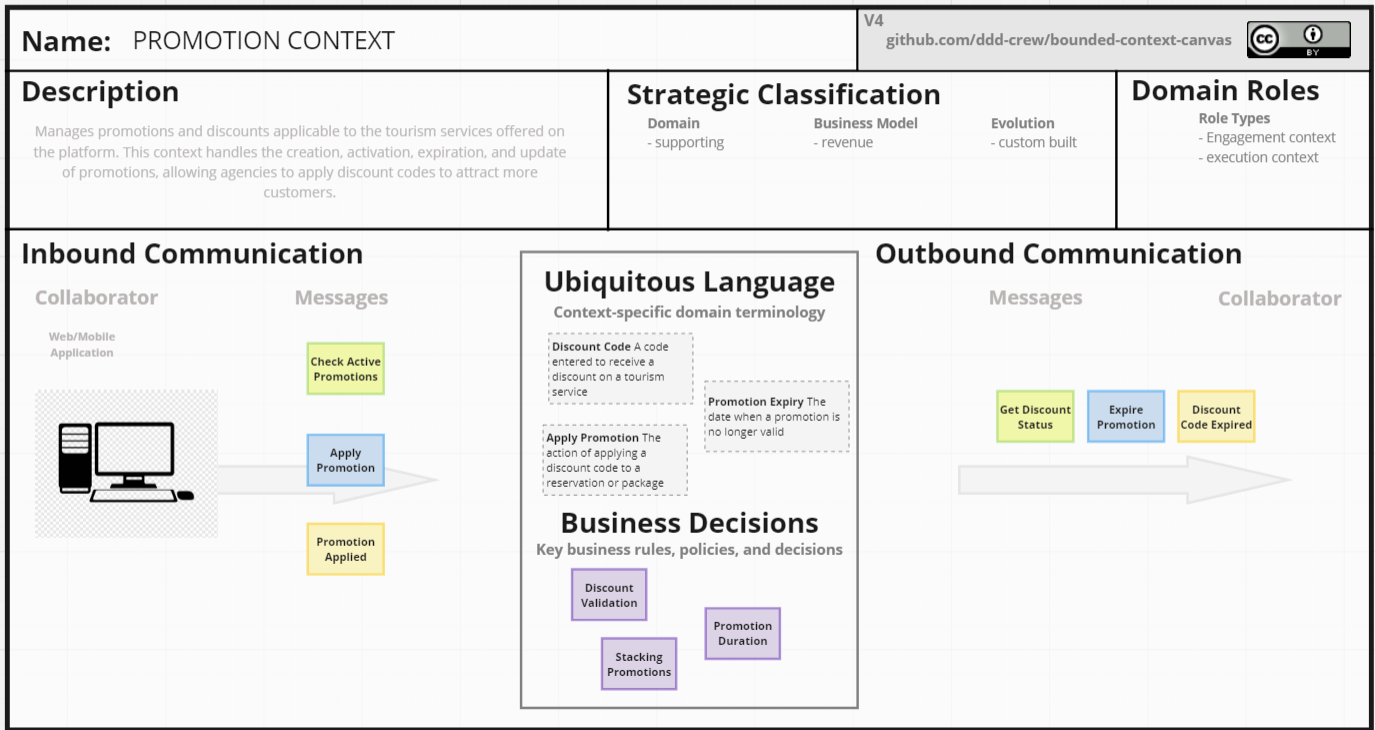 Name: PROMOTION CONTEXT
V4
github.com/ddd-crew/bounded-context-canvas
cc
BY
Description
Manages promotions and discounts applicable to the tourism services offered on
the platform. This context handles the creation, activation, expiration, and update
of promotions, allowing agencies to apply discount codes to attract more
customers.
Strategic Classification
Domain
- supporting
Business Model
- revenue
Evolution
- custom built
Domain Roles
Role Types
- Engagement context
- execution context
Inbound Communication
Collaborator
Messages
Web/Mobile
Application
Check Active
Promotions
Apply
Promotion
Promotion
Applied
Ubiquitous Language
Context-specific domain terminology
Discount Code A code
entered to receive a
discount on a tourism
service
Promotion Expiry The
date when a promotion is
no longer valid
Apply Promotion The
action of applying a
discount code to a
reservation or package
Business Decisions
Key business rules, policies, and decisions
Discount
Validation
Promotion
Duration
Stacking
Promotions
Outbound Communication
Messages
Collaborator
Get Discount
Status
Expire
Promotion
Discount
Code Expired